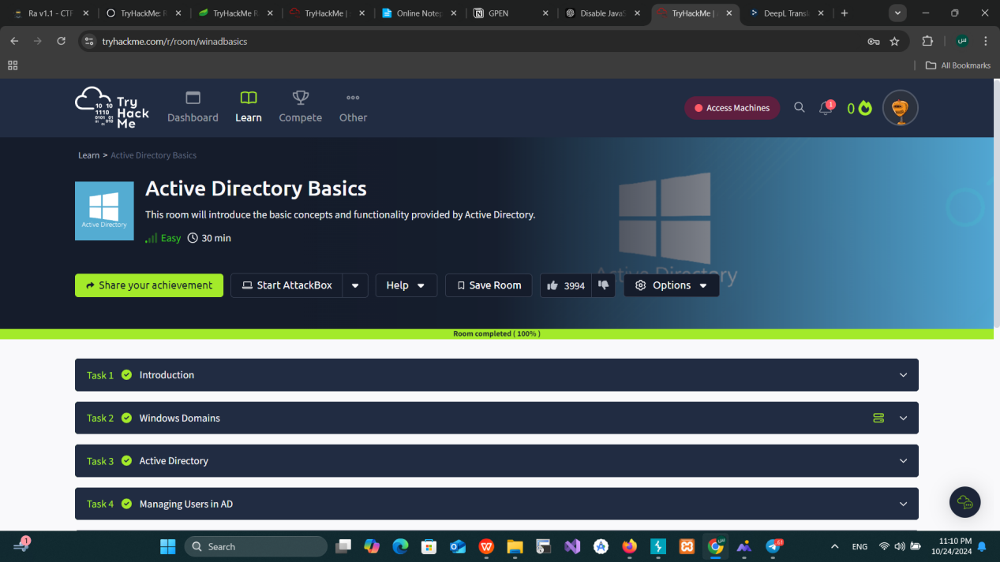 Ra v1.1 - CTF
TryHackMe: R
TryHackMe R
TryHackMe |
Online Notep
GPEN
Disable JavaS
TryHackMe |
DeepL Transl
tryhackme.com/r/room/winadbasics
س
All Bookmarks
Try Hack Me
Dashboard
Learn
Compete
Other
Access Machines
1
0
Learn > Active Directory Basics
Active Directory
Active Directory Basics
This room will introduce the basic concepts and functionality provided by Active Directory.
Easy 30 min
Active Directory
Share your achievement
Start AttackBox
Help
Save Room
3994
Options
Room completed ( 100% )
Task 1 Introduction
Task 2 Windows Domains
Task 3 Active Directory
Task 4 Managing Users in AD
1
Search
61
ENG
11:10 PM
10/24/2024